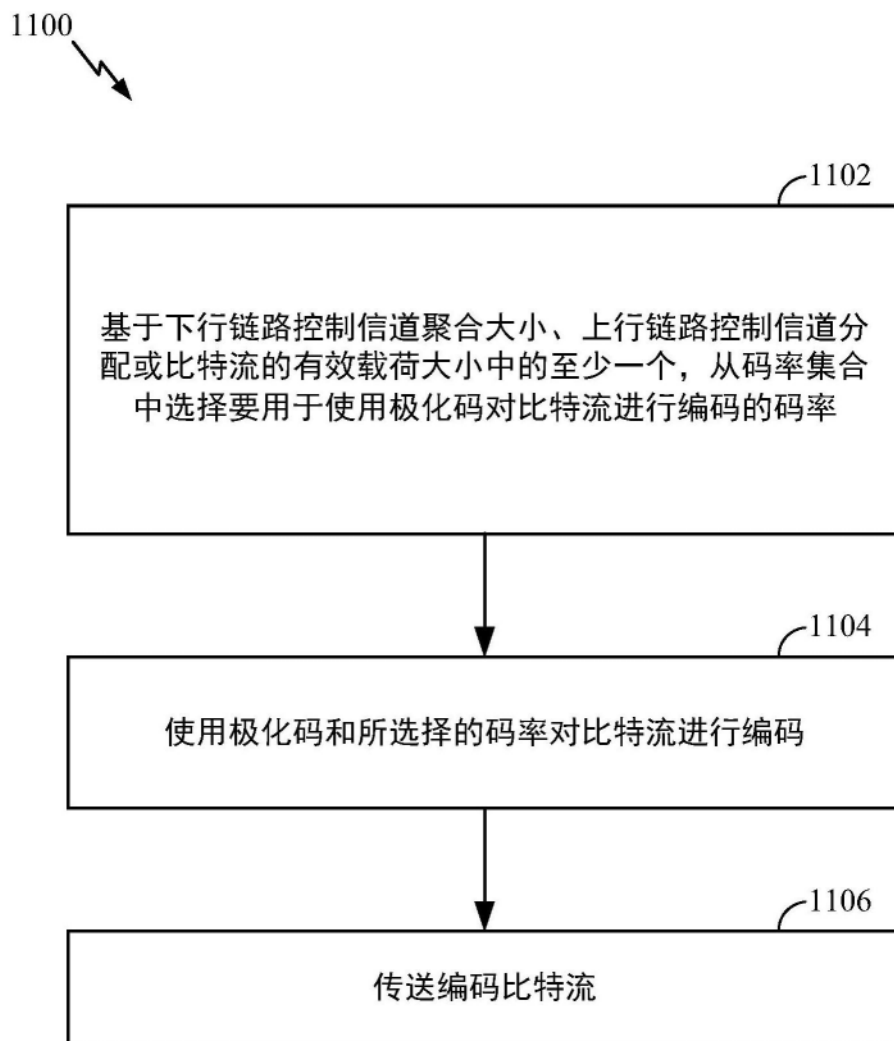 1100
1102
基于下行链路控制信道聚合大小、上行链路控制信道分
配或比特流的有效载荷大小中的至少一个，从码率集合
中选择要用于使用极化码对比特流进行编码的码率
1104
使用极化码和所选择的码率对比特流进行编码
1106
传送编码比特流